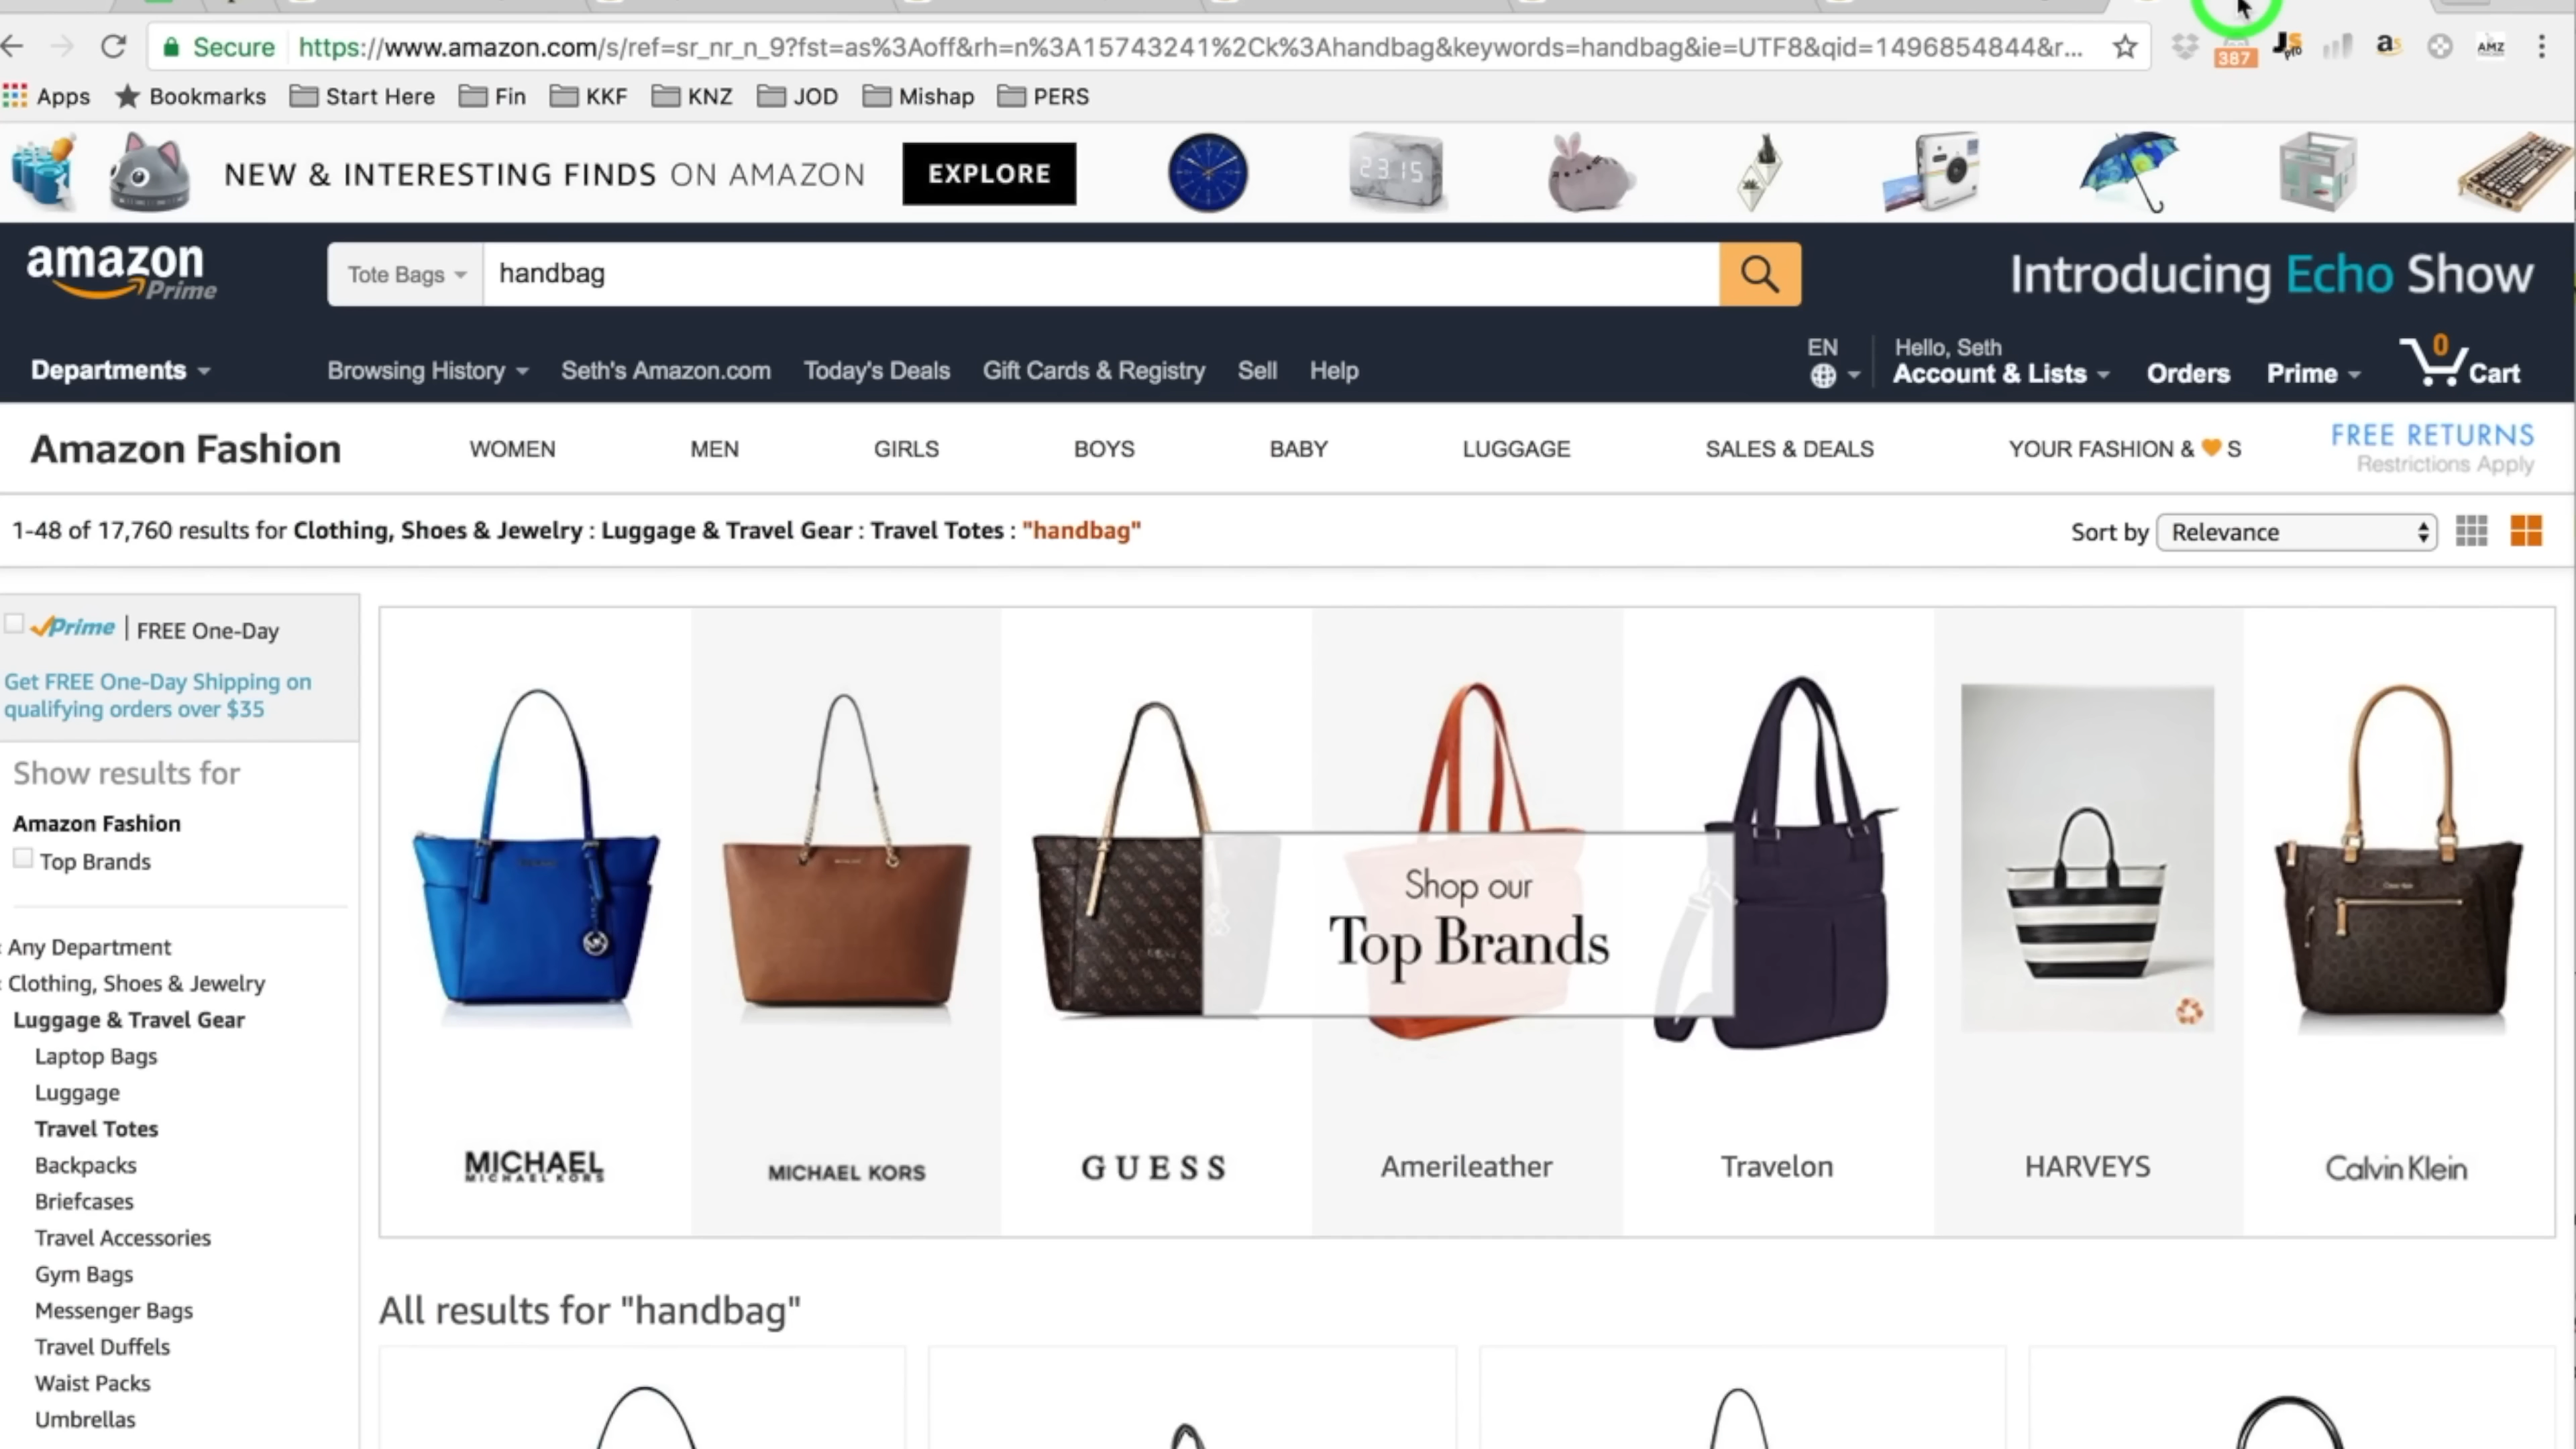 Secure https://www.amazon.com/s/ref=sr_nr_n_9?fst=as%3Aoff&rh=n%3A15743241%2Ck%3Ahandbag&keywords=handbag&ie=UTF8&qid=1496854844&r...
387 JS pro as AMZ
Apps Bookmarks Start Here Fin KKF KNZ JOD Mishap PERS
NEW & INTERESTING FINDS ON AMAZON EXPLORE 23:15
amazon Prime Tote Bags handbag Introducing Echo Show
EN Hello, Seth 0
Departments Browsing History Seth's Amazon.com Today's Deals Gift Cards & Registry Sell Help Account & Lists Orders Prime Cart
Amazon Fashion WOMEN MEN GIRLS BOYS BABY LUGGAGE SALES & DEALS YOUR FASHION & S FREE RETURNS
Restrictions Apply
1-48 of 17,760 results for Clothing, Shoes & Jewelry : Luggage & Travel Gear : Travel Totes : "handbag" Sort by Relevance
Prime | FREE One-Day
Get FREE One-Day Shipping on
qualifying orders over $35
Show results for
Amazon Fashion
Top Brands
Any Department
Clothing, Shoes & Jewelry
Luggage & Travel Gear
Laptop Bags
Luggage
Travel Totes
Backpacks
Briefcases
Travel Accessories
Gym Bags
Messenger Bags
Travel Duffels
Waist Packs
Umbrellas
Shop our
Top Brands
MICHAEL
MICHAEL KORS
MICHAEL KORS
GUESS
Amerileather
Travelon
HARVEYS
Calvin Klein
All results for "handbag"